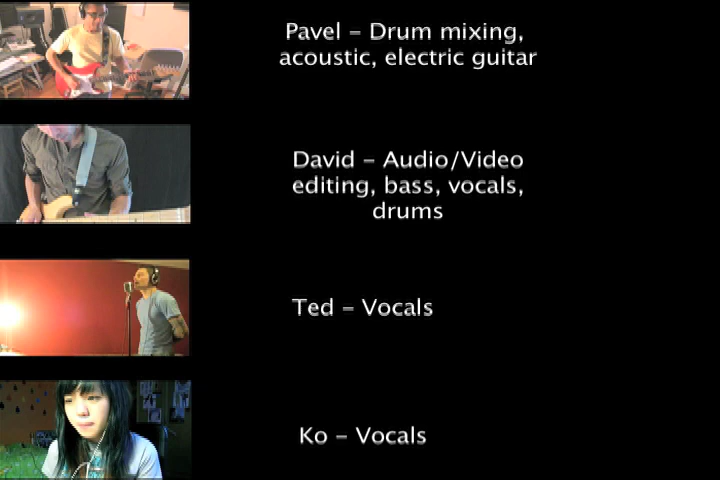 Pavel - Drum mixing,
acoustic, electric guitar
David - Audio/Video
editing, bass, vocals,
drums
Ted - Vocals
Ko - Vocals